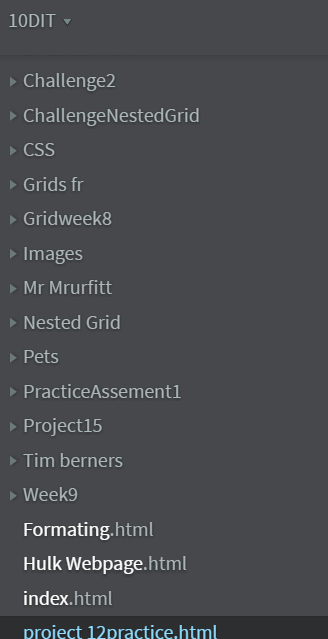 10DIT
Challenge2
ChallengeNestedGrid
CSS
Grids fr
Gridweek8
Images
Mr Mrurfitt
Nested Grid
Pets
PracticeAssement1
Project15
Tim berners
Week9
Formating.html
Hulk Webpage.html
index.html
project 12practice.html